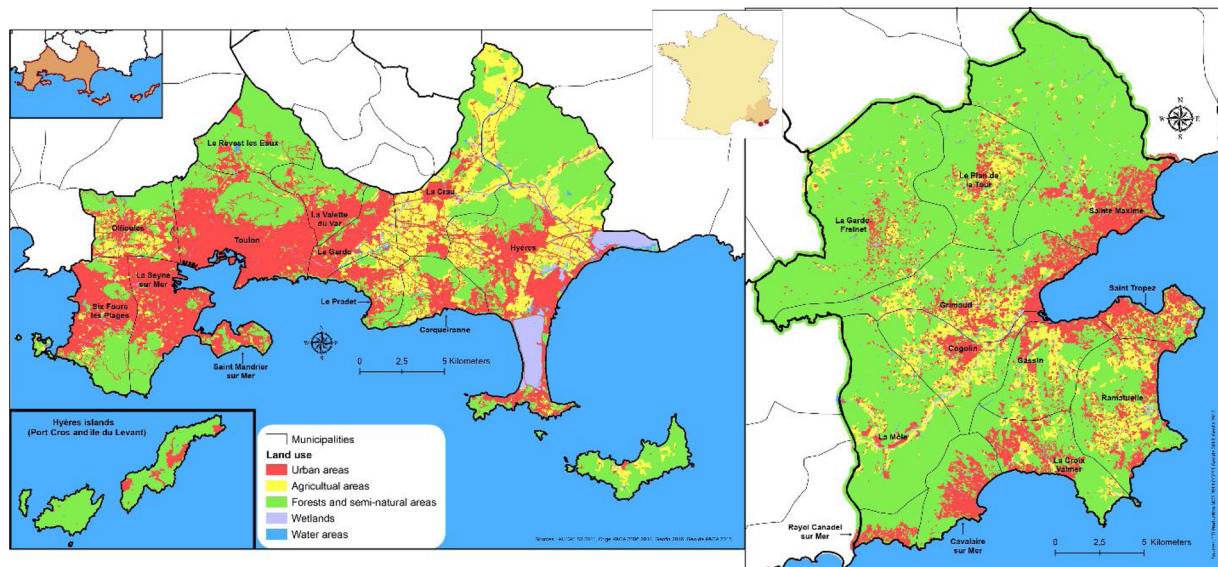 Le Revest les Eaux
La Crau
La Valette
du Var
Ollioules
Toulon
Hyères
La Garde
La Seyne
sur Mer
Six Fours
les Plages
Le Pradet
Carqueiranne
Saint Mandrier
sur Mer
0 2,5 5 Kilometers
Hyères islands
(Port Cros and ile du Levant)
Municipalities
Land use
Urban areas
Agricultual areas
Forests and semi-natural areas
Wetlands
Water areas
N
W E
S
Le Plan de
la Tour
La Garde
Freinet
Sainte Maxime
Saint Tropez
Grimaud
Cogolin
Gassin
Ramatuelle
La Môle
La Croix
Valmer
Rayol Canadel
sur Mer
Cavalaire
sur Mer
0 2,5 5 Kilometers